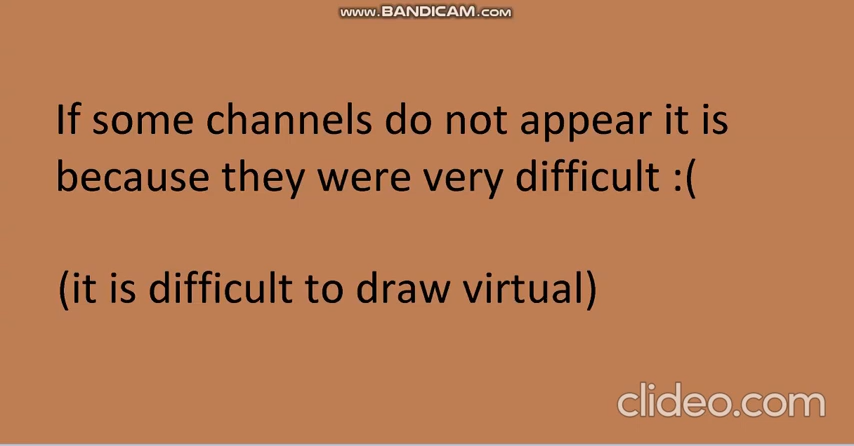 www.BANDICAM.com
If some channels do not appear it is
because they were very difficult :(
(it is difficult to draw virtual)
clideo.com